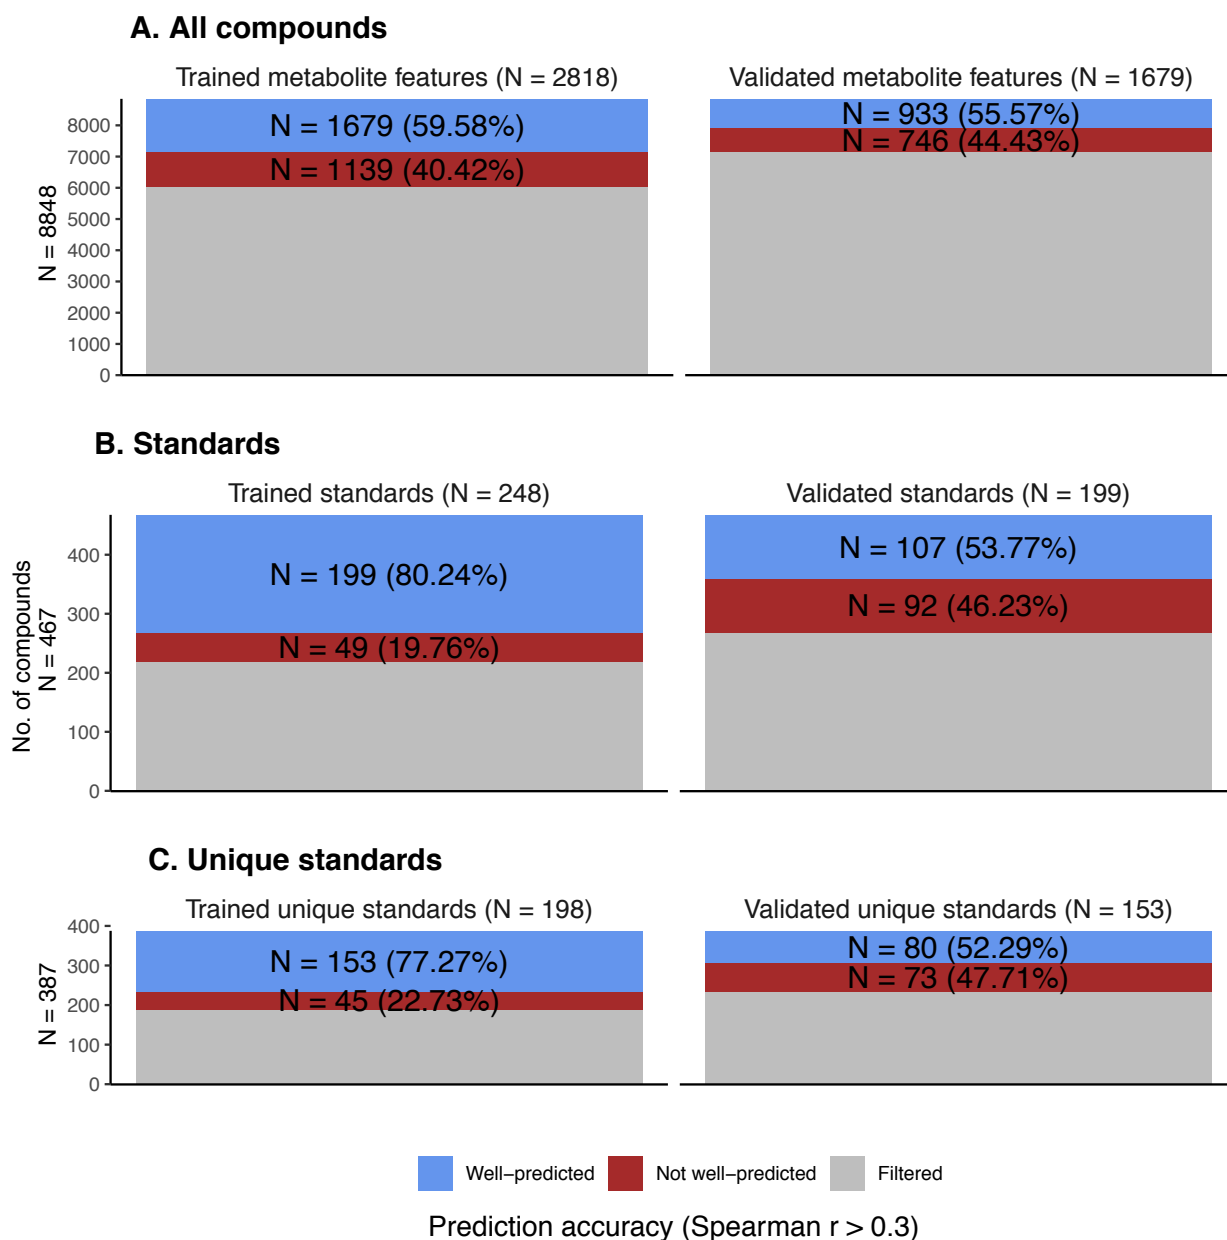 A. All compounds
Trained metabolite features (N = 2818)
Validated metabolite features (N = 1679)
N = 8848
8000
7000
6000
5000
4000
3000
2000
1000
0
N = 1679 (59.58%)
N = 1139 (40.42%)
N = 933 (55.57%)
N = 746 (44.43%)
B. Standards
Trained standards (N = 248)
Validated standards (N = 199)
No. of compounds
N = 467
400
300
200
100
0
N = 199 (80.24%)
N = 49 (19.76%)
N = 107 (53.77%)
N = 92 (46.23%)
C. Unique standards
Trained unique standards (N = 198)
Validated unique standards (N = 153)
N = 387
400
300
200
100
0
N = 153 (77.27%)
N = 45 (22.73%)
N = 80 (52.29%)
N = 73 (47.71%)
Well−predicted
Not well−predicted
Filtered
Prediction accuracy (Spearman r > 0.3)